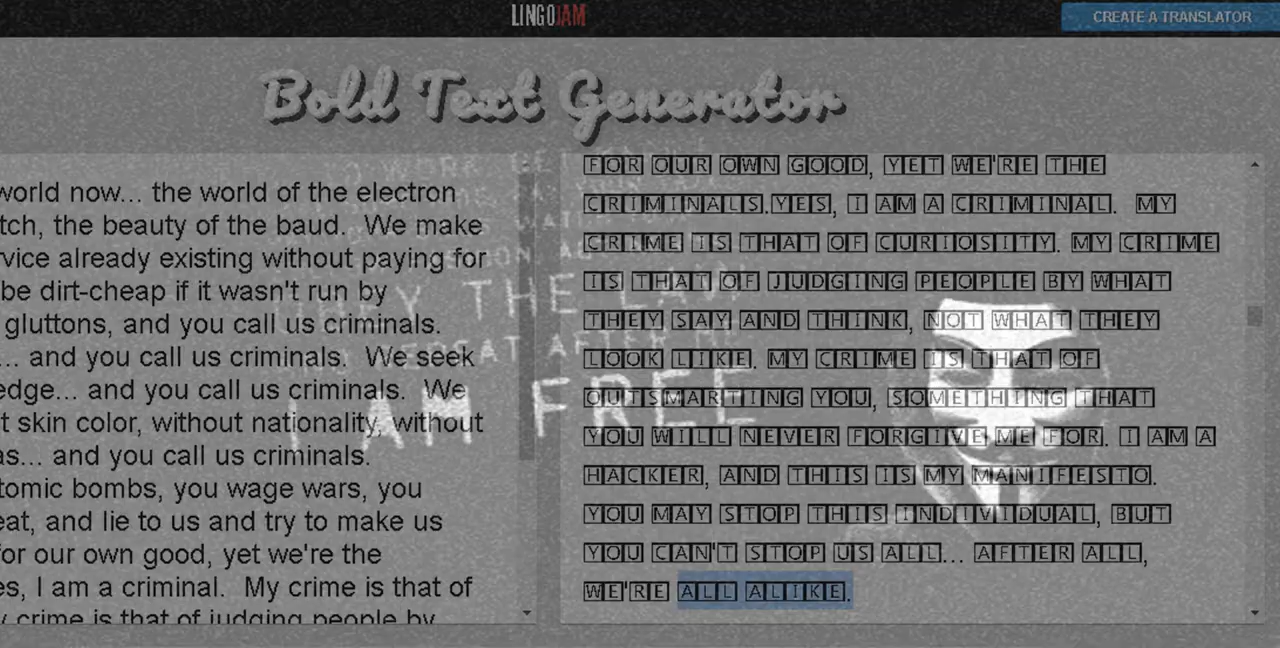 LINGOJAM
CREATE A TRANSLATOR
Bold Text Generator
world now... the world of the electron
tch, the beauty of the baud.  We make
rvice already existing without paying for
be dirt-cheap if it wasn't run by
gluttons, and you call us criminals.
... and you call us criminals.  We seek
edge... and you call us criminals.  We
t skin color, without nationality, without
as... and you call us criminals.
tomic bombs, you wage wars, you
eat, and lie to us and try to make us
for our own good, yet we're the
es, I am a criminal.  My crime is that of
y crime is that of judging people by
FOR OUR OWN GOOD, YET WE'RE THE
CRIMINALS.YES, I AM A CRIMINAL.  MY
CRIME IS THAT OF CURIOSITY. MY CRIME
IS THAT OF JUDGING PEOPLE BY WHAT
THEY SAY AND THINK, NOT WHAT THEY
LOOK LIKE. MY CRIME IS THAT OF
OUTSMARTING YOU, SOMETHING THAT
YOU WILL NEVER FORGIVE ME FOR. I AM A
HACKER, AND THIS IS MY MANIFESTO.
YOU MAY STOP THIS INDIVIDUAL, BUT
YOU CAN'T STOP US ALL... AFTER ALL,
WE'RE ALL ALIKE.
THE LAW
REPEAT AFTER ME
I AM FREE